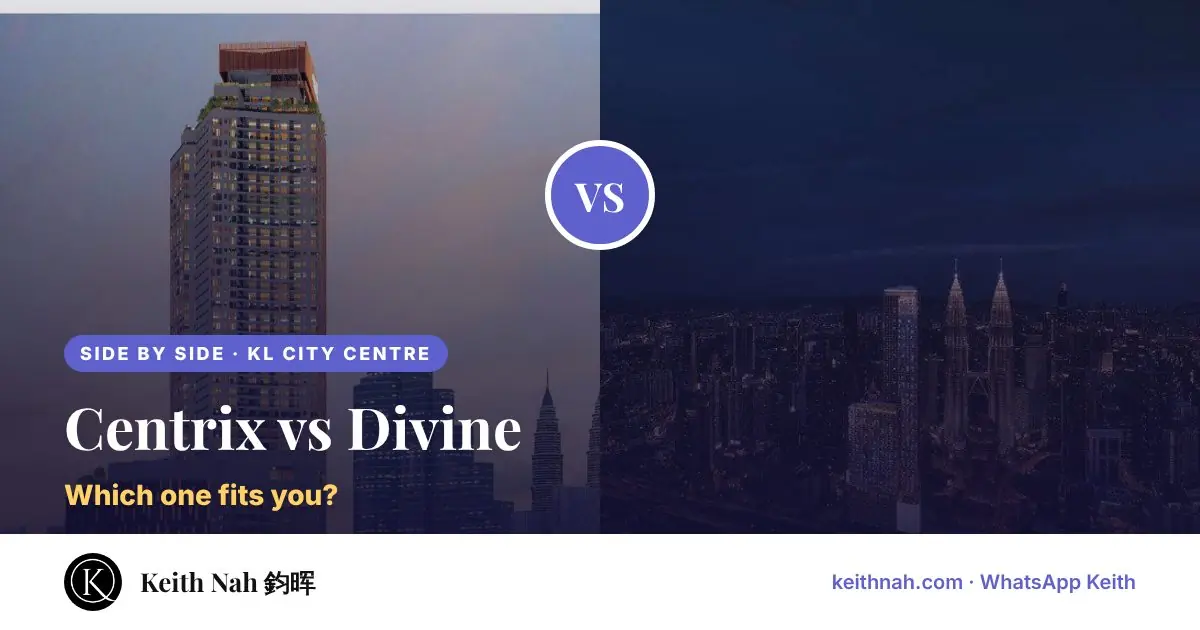 VS
SIDE BY SIDE · KL CITY CENTRE
Centrix vs Divine
Which one fits you?
K
Keith Nah 鈞晖
keithnah.com · WhatsApp Keith